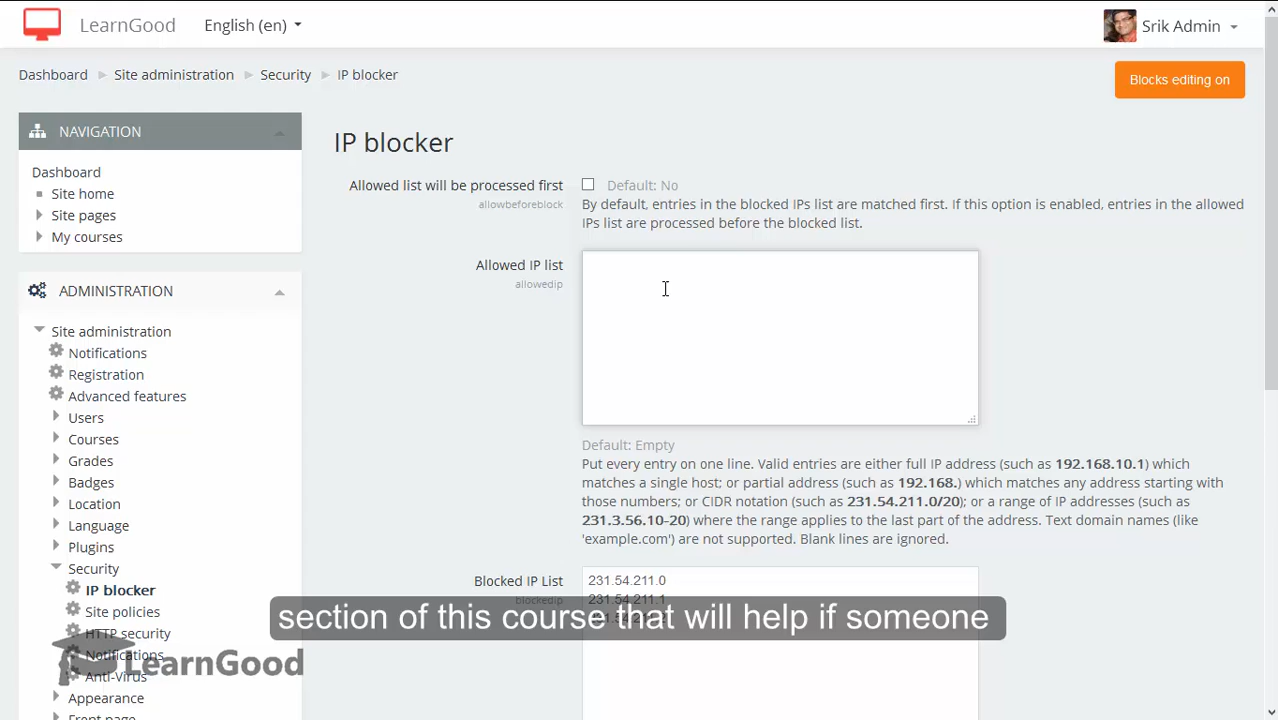 LearnGood
English (en)
Srik Admin
Dashboard Site administration Security IP blocker
Blocks editing on
NAVIGATION
Dashboard
Site home
Site pages
My courses
ADMINISTRATION
Site administration
Notifications
Registration
Advanced features
Users
Courses
Grades
Badges
Location
Language
Plugins
Security
IP blocker
Site policies
HTTP security
Notifications
Anti-Virus
Appearance
Front page
IP blocker
Allowed list will be processed first
allowbeforeblock
Default: No
By default, entries in the blocked IPs list are matched first. If this option is enabled, entries in the allowed
IPs list are processed before the blocked list.
Allowed IP list
allowedip
Default: Empty
Put every entry on one line. Valid entries are either full IP address (such as 192.168.10.1) which
matches a single host; or partial address (such as 192.168.) which matches any address starting with
those numbers; or CIDR notation (such as 231.54.211.0/20); or a range of IP addresses (such as
231.3.56.10-20) where the range applies to the last part of the address. Text domain names (like
'example.com') are not supported. Blank lines are ignored.
Blocked IP List
blockedip
231.54.211.0
231.54.211.1
section of this course that will help if someone
LearnGood